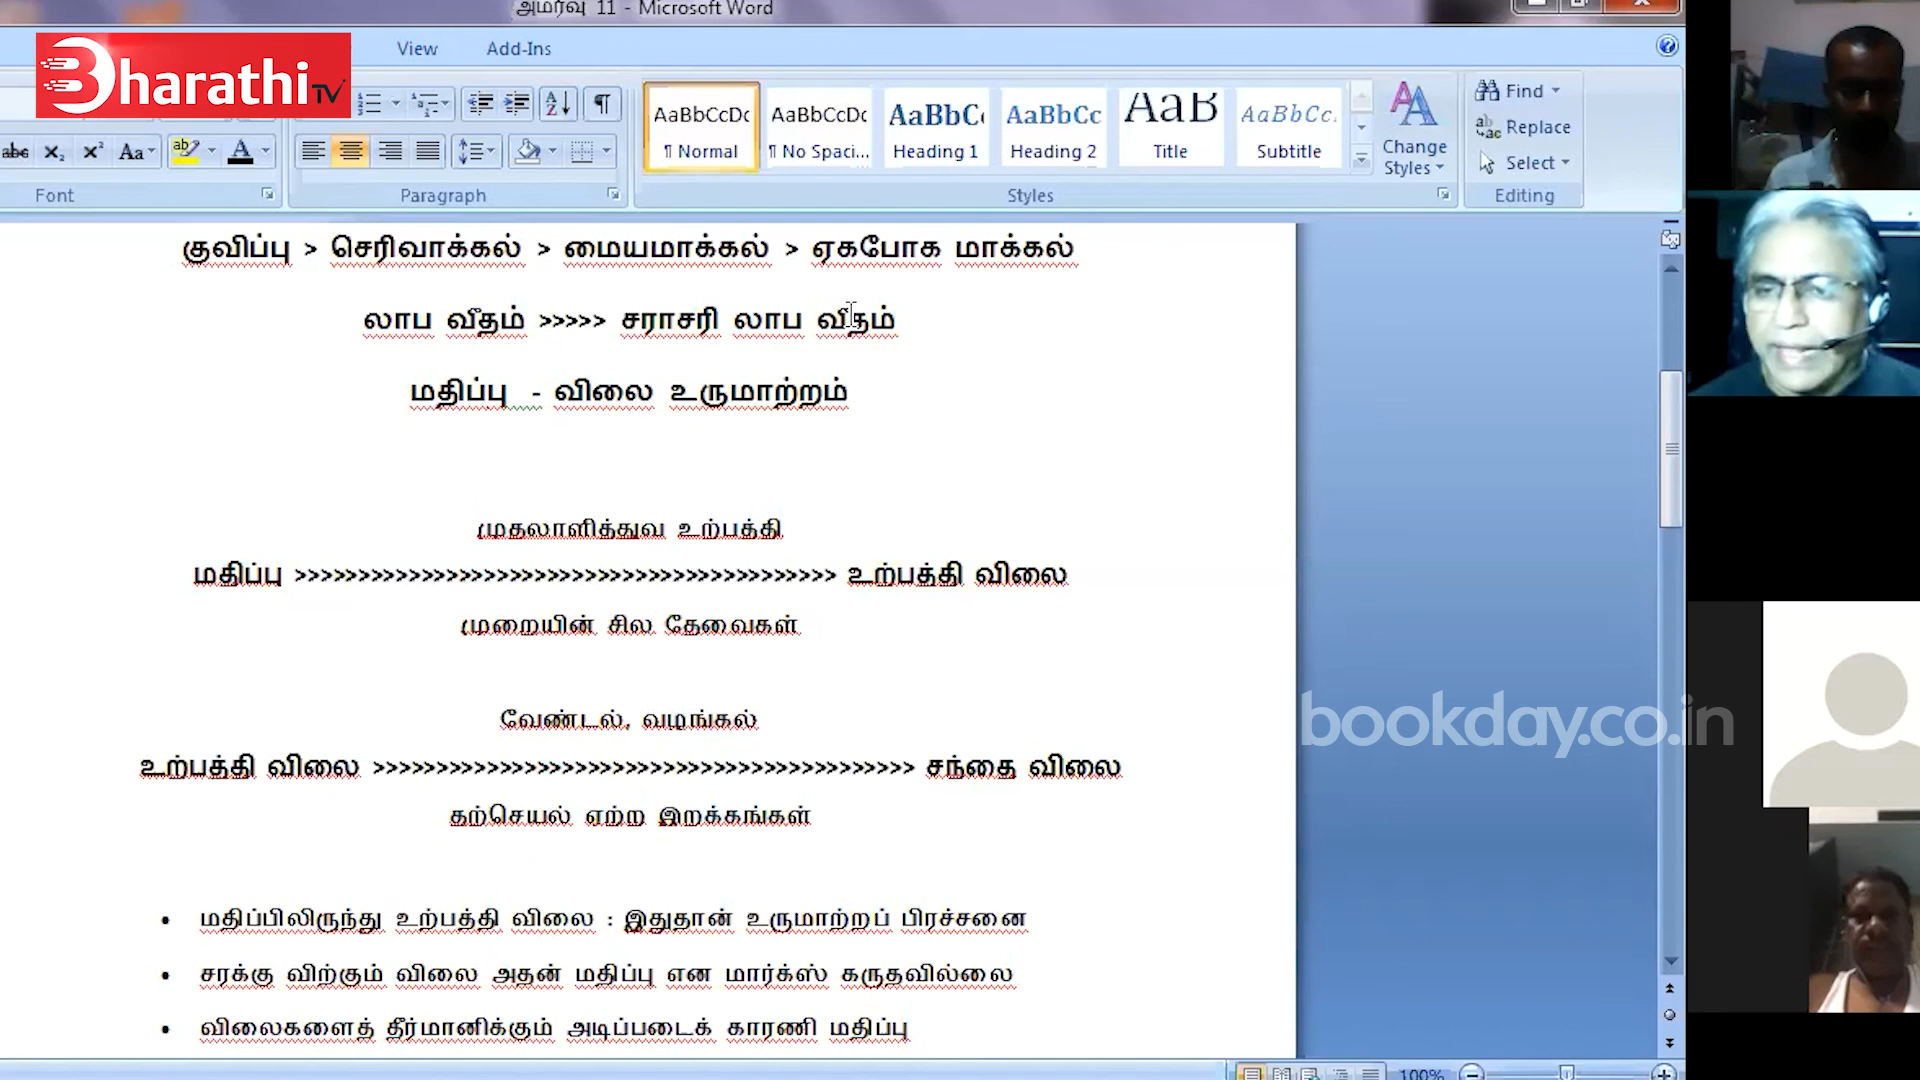 அமர்வு 11 - Microsoft Word
Bharathi TV
View Add-Ins
AaBbCcDc AaBbCcDc AaBbC AaBbCc AaB AaBbCc.
¶ Normal ¶ No Spaci... Heading 1 Heading 2 Title Subtitle
Change Styles
Find
Replace
Select
Font Paragraph Styles Editing
குவிப்பு > செரிவாக்கல் > மையமாக்கல் > ஏகபோக மாக்கல்
லாப வீதம் >>>>> சராசரி லாப வீதம்
மதிப்பு - விலை உருமாற்றம்
முதலாளித்துவ உற்பத்தி
மதிப்பு >>>>>>>>>>>>>>>>>>>>>>>>>>>>>>>>>>>>>>>>>>> உற்பத்தி விலை
முறையின் சில தேவைகள்
வேண்டல், வழங்கல்
உற்பத்தி விலை >>>>>>>>>>>>>>>>>>>>>>>>>>>>>>>>>>>>>>>>>>> சந்தை விலை
தற்செயல் ஏற்ற இறக்கங்கள்
bookday.co.in
• மதிப்பிலிருந்து உற்பத்தி விலை : இதுதான் உருமாற்றப் பிரச்சனை
• சரக்கு விற்கும் விலை அதன் மதிப்பு என மார்க்ஸ் கருதவில்லை
• விலைகளைத் தீர்மானிக்கும் அடிப்படைக் காரணி மதிப்பு
100%